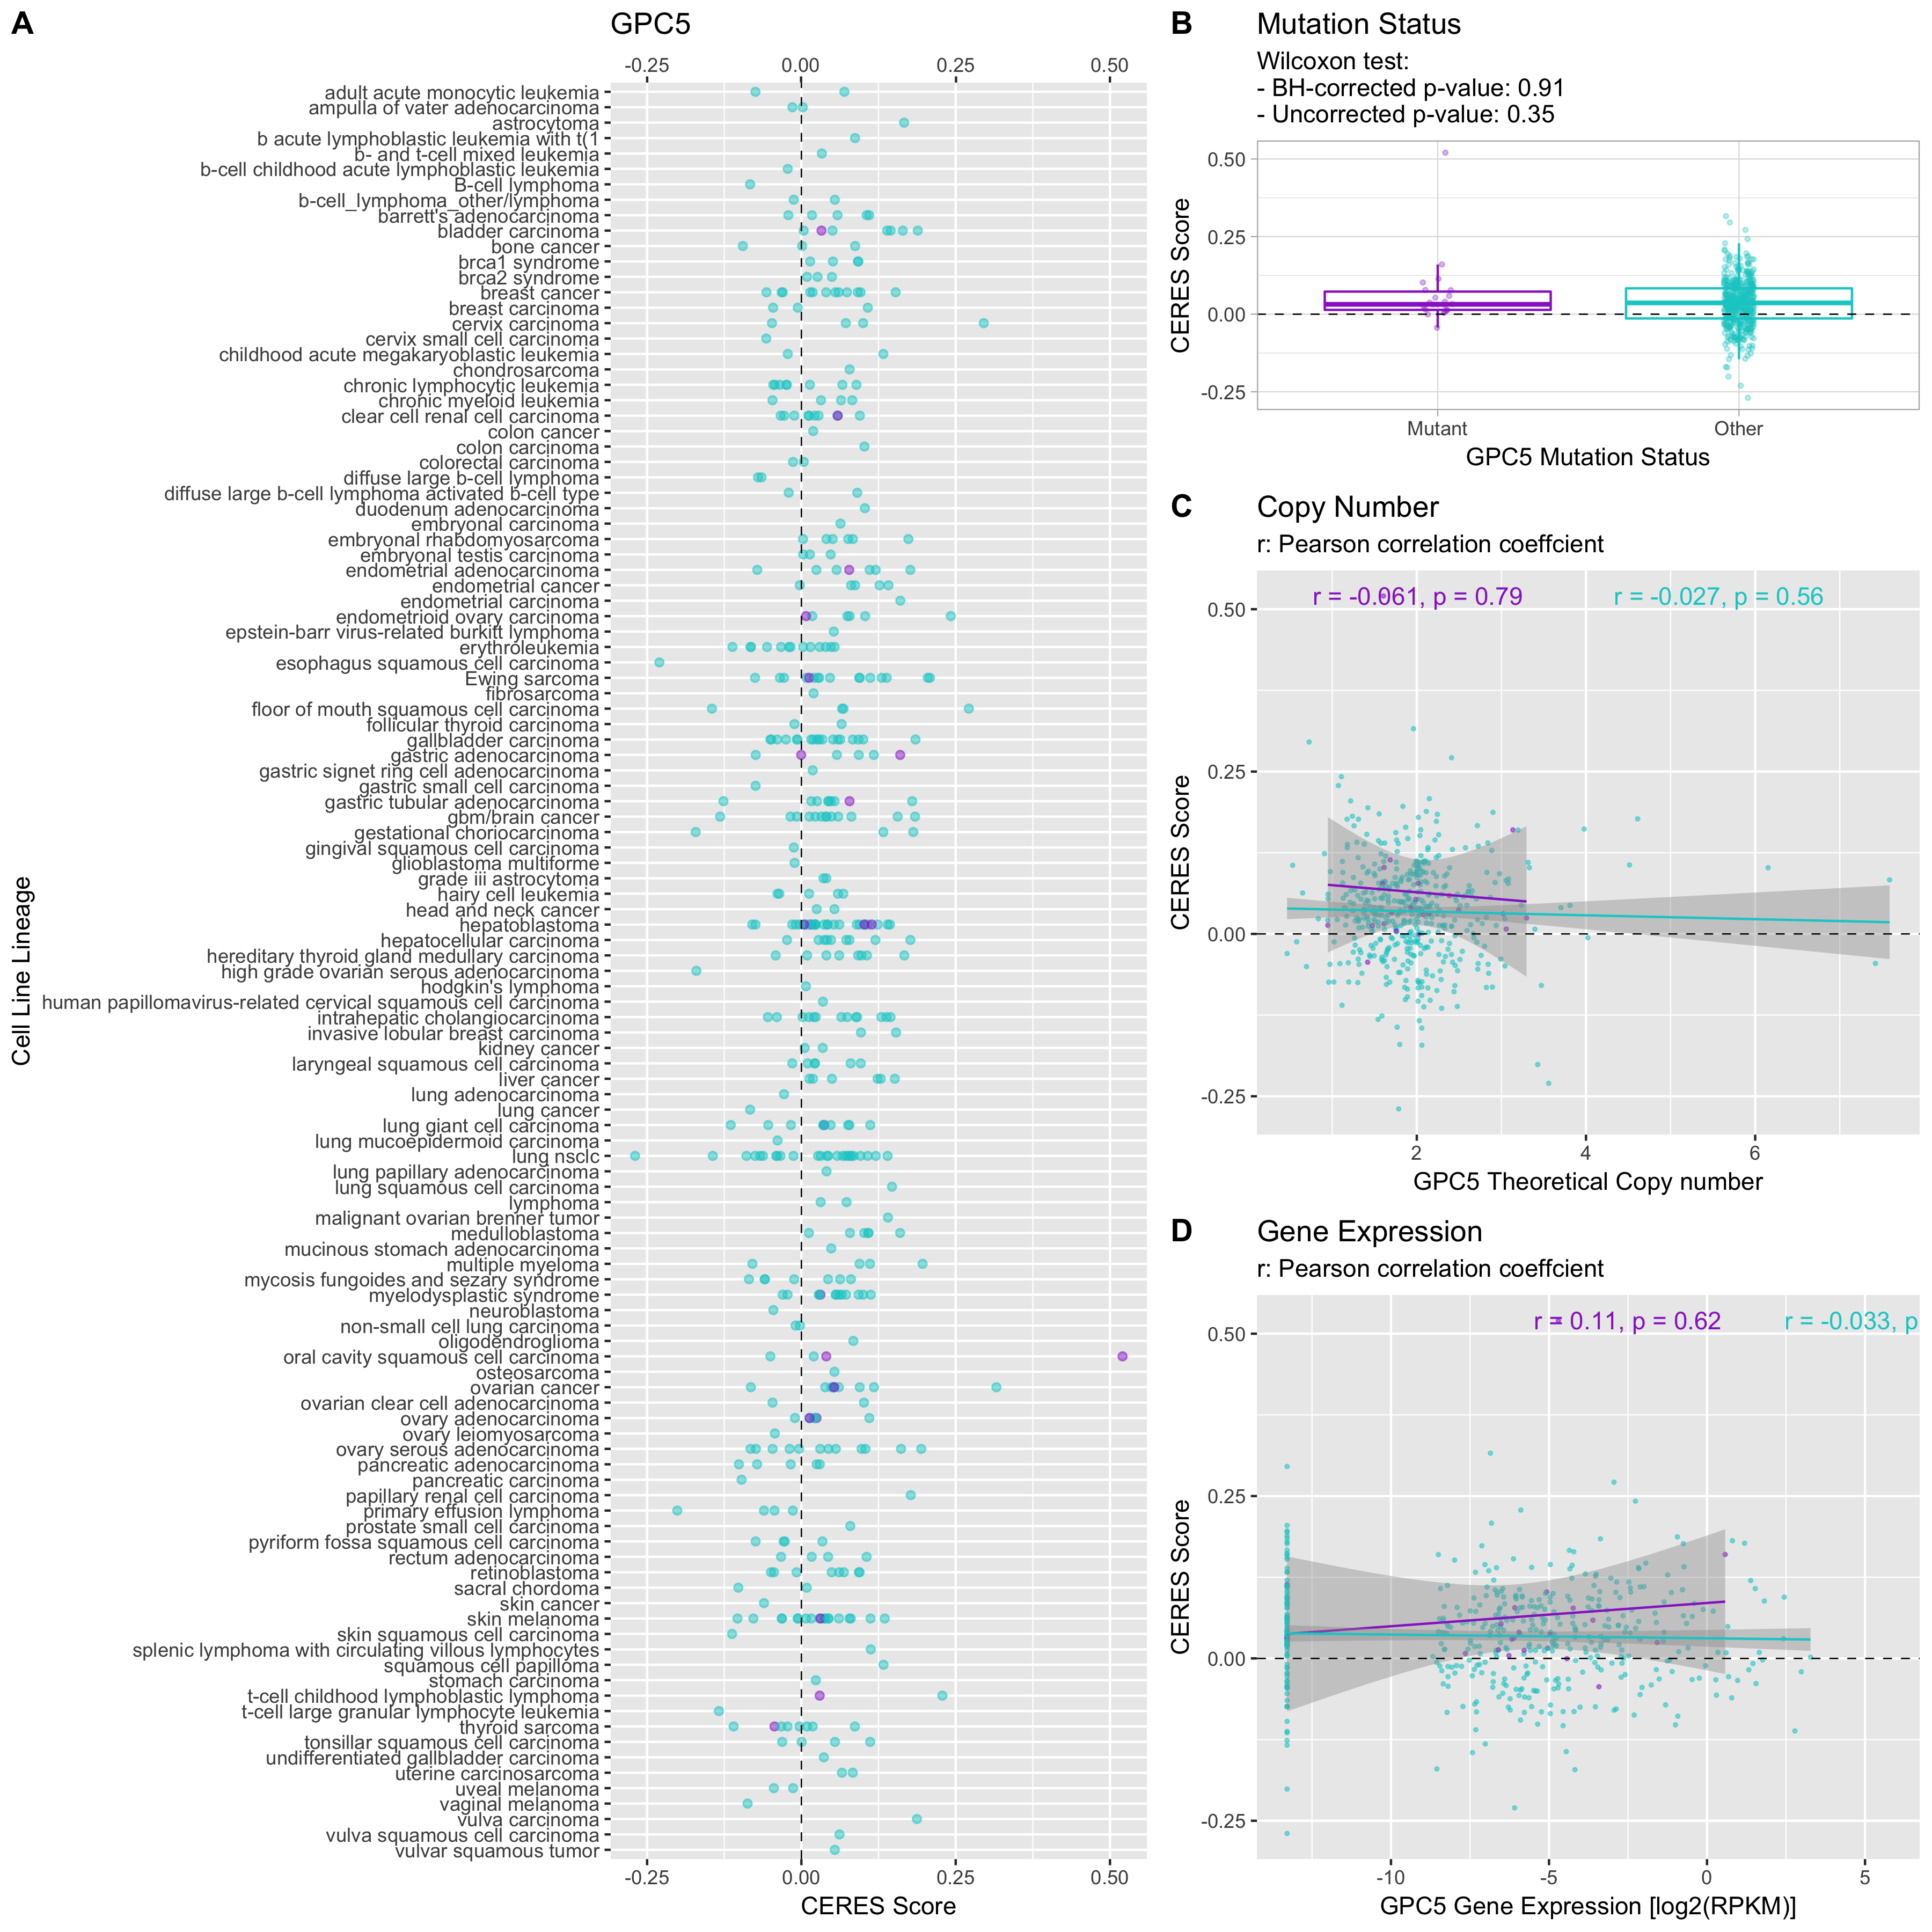 A
GPC5
-0.25 0.00 0.25 0.50
Cell Line Lineage
adult acute monocytic leukemia
ampulla of vater adenocarcinoma
astrocytoma
b acute lymphoblastic leukemia with t(1
b- and t-cell mixed leukemia
b-cell childhood acute lymphoblastic leukemia
B-cell lymphoma
b-cell_lymphoma_other/lymphoma
barrett's adenocarcinoma
bladder carcinoma
bone cancer
brca1 syndrome
brca2 syndrome
breast cancer
breast carcinoma
cervix carcinoma
cervix small cell carcinoma
childhood acute megakaryoblastic leukemia
chondrosarcoma
chronic lymphocytic leukemia
chronic myeloid leukemia
clear cell renal cell carcinoma
colon cancer
colon carcinoma
colorectal carcinoma
diffuse large b-cell lymphoma
diffuse large b-cell lymphoma activated b-cell type
duodenum adenocarcinoma
embryonal carcinoma
embryonal rhabdomyosarcoma
embryonal testis carcinoma
endometrial adenocarcinoma
endometrial cancer
endometrial carcinoma
endometrioid ovary carcinoma
epstein-barr virus-related burkitt lymphoma
erythroleukemia
esophagus squamous cell carcinoma
Ewing sarcoma
fibrosarcoma
floor of mouth squamous cell carcinoma
follicular thyroid carcinoma
gallbladder carcinoma
gastric adenocarcinoma
gastric signet ring cell adenocarcinoma
gastric small cell carcinoma
gastric tubular adenocarcinoma
gbm/brain cancer
gestational choriocarcinoma
gingival squamous cell carcinoma
glioblastoma multiforme
grade iii astrocytoma
hairy cell leukemia
head and neck cancer
hepatoblastoma
hepatocellular carcinoma
hereditary thyroid gland medullary carcinoma
high grade ovarian serous adenocarcinoma
hodgkin's lymphoma
human papillomavirus-related cervical squamous cell carcinoma
intrahepatic cholangiocarcinoma
invasive lobular breast carcinoma
kidney cancer
laryngeal squamous cell carcinoma
liver cancer
lung adenocarcinoma
lung cancer
lung giant cell carcinoma
lung mucoepidermoid carcinoma
lung nsclc
lung papillary adenocarcinoma
lung squamous cell carcinoma
lymphoma
malignant ovarian brenner tumor
medulloblastoma
mucinous stomach adenocarcinoma
multiple myeloma
mycosis fungoides and sezary syndrome
myelodysplastic syndrome
neuroblastoma
non-small cell lung carcinoma
oligodendroglioma
oral cavity squamous cell carcinoma
osteosarcoma
ovarian cancer
ovarian clear cell adenocarcinoma
ovary adenocarcinoma
ovary leiomyosarcoma
ovary serous adenocarcinoma
pancreatic adenocarcinoma
pancreatic carcinoma
papillary renal cell carcinoma
primary effusion lymphoma
prostate small cell carcinoma
pyriform fossa squamous cell carcinoma
rectum adenocarcinoma
retinoblastoma
sacral chordoma
skin cancer
skin melanoma
skin squamous cell carcinoma
splenic lymphoma with circulating villous lymphocytes
squamous cell papilloma
stomach carcinoma
t-cell childhood lymphoblastic lymphoma
t-cell large granular lymphocyte leukemia
thyroid sarcoma
tonsillar squamous cell carcinoma
undifferentiated gallbladder carcinoma
uterine carcinosarcoma
uveal melanoma
vaginal melanoma
vulva carcinoma
vulva squamous cell carcinoma
vulvar squamous tumor
-0.25 0.00 0.25 0.50
CERES Score
B
Mutation Status
Wilcoxon test:
- BH-corrected p-value: 0.91
- Uncorrected p-value: 0.35
CERES Score
0.50
0.25
0.00
-0.25
Mutant Other
GPC5 Mutation Status
C
Copy Number
r: Pearson correlation coeffcient
r = -0.061, p = 0.79 r = -0.027, p = 0.56
CERES Score
0.50
0.25
0.00
-0.25
2 4 6
GPC5 Theoretical Copy number
D
Gene Expression
r: Pearson correlation coeffcient
r = 0.11, p = 0.62 r = -0.033, p
CERES Score
0.50
0.25
0.00
-0.25
-10 -5 0 5
GPC5 Gene Expression [log2(RPKM)]